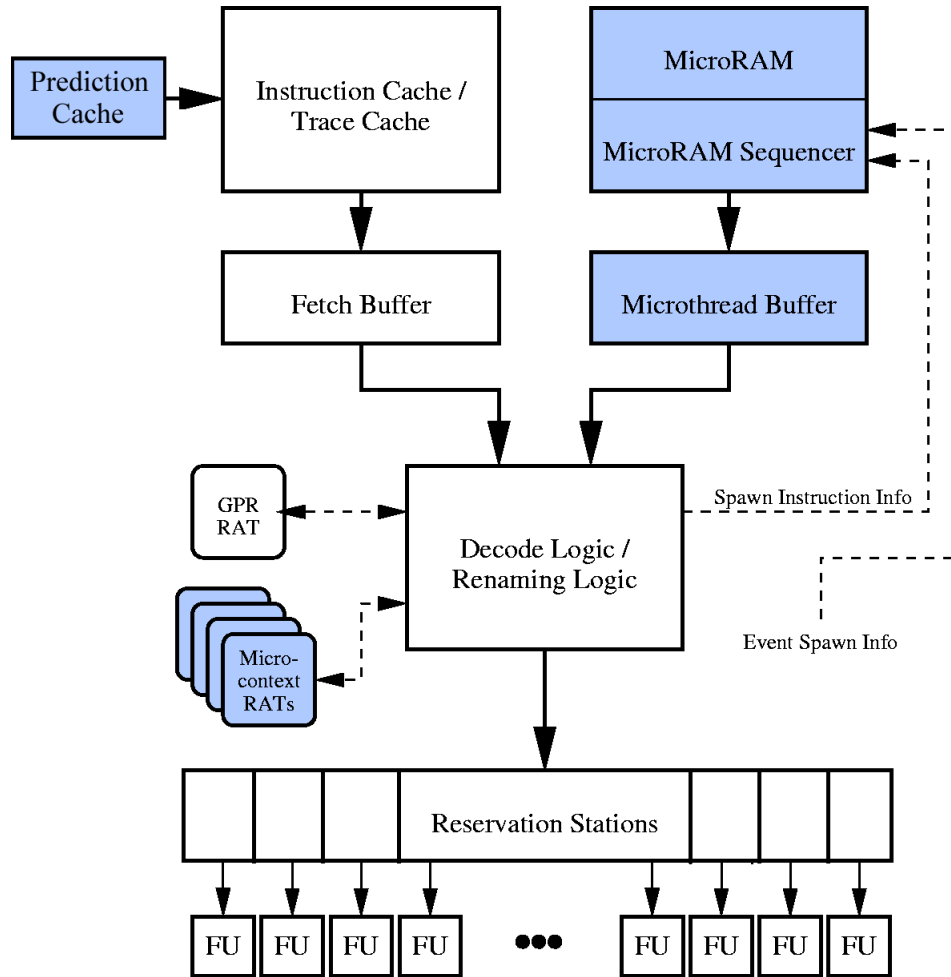 Prediction
Cache
Instruction Cache /
Trace Cache
MicroRAM
MicroRAM Sequencer
Fetch Buffer
Microthread Buffer
GPR
RAT
Decode Logic /
Renaming Logic
Spawn Instruction Info
Event Spawn Info
Micro-
context
RATs
Reservation Stations
FU
FU
FU
FU
FU
FU
FU
FU